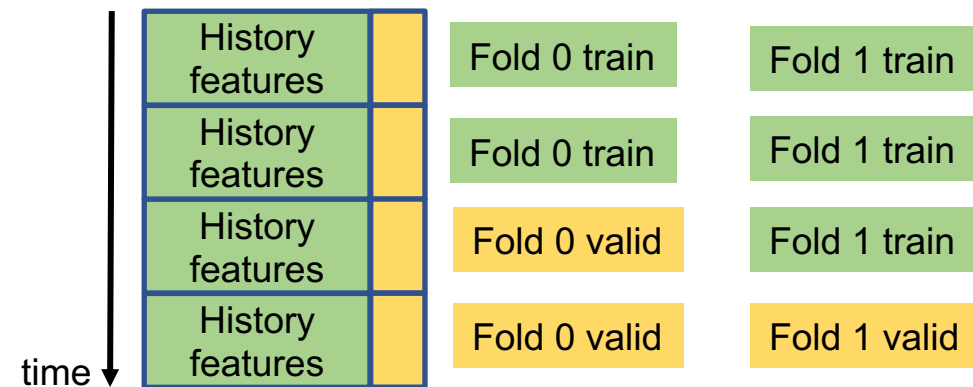 History
features
Fold 0 train
Fold 1 train
History
features
Fold 0 train
Fold 1 train
History
features
Fold 0 valid
Fold 1 train
History
features
Fold 0 valid
Fold 1 valid
time